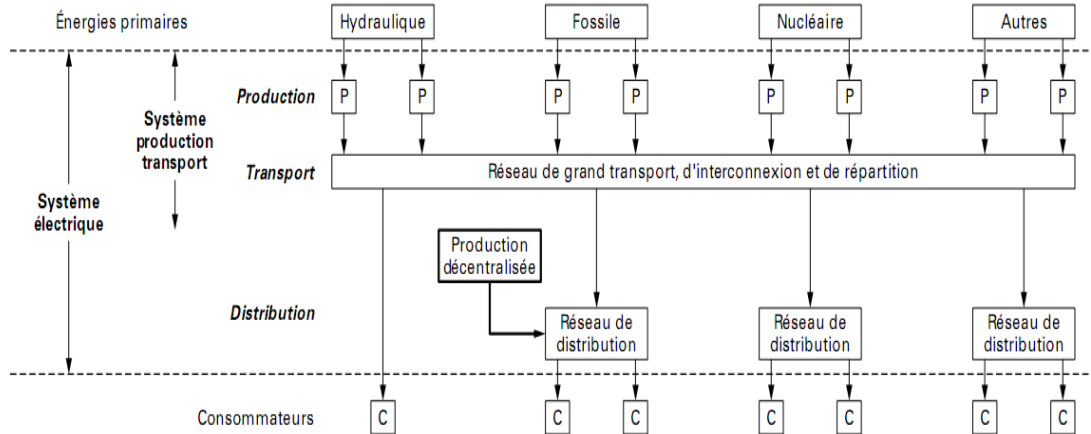 Énergies primaires
Hydraulique
Fossile
Nucléaire
Autres
Production
P
P
P
P
P
P
P
P
Système
production
transport
Transport
Réseau de grand transport, d'interconnexion et de répartition
Système
électrique
Production
décentralisée
Distribution
Réseau de
distribution
Réseau de
distribution
Réseau de
distribution
Consommateurs
C
C
C
C
C
C
C